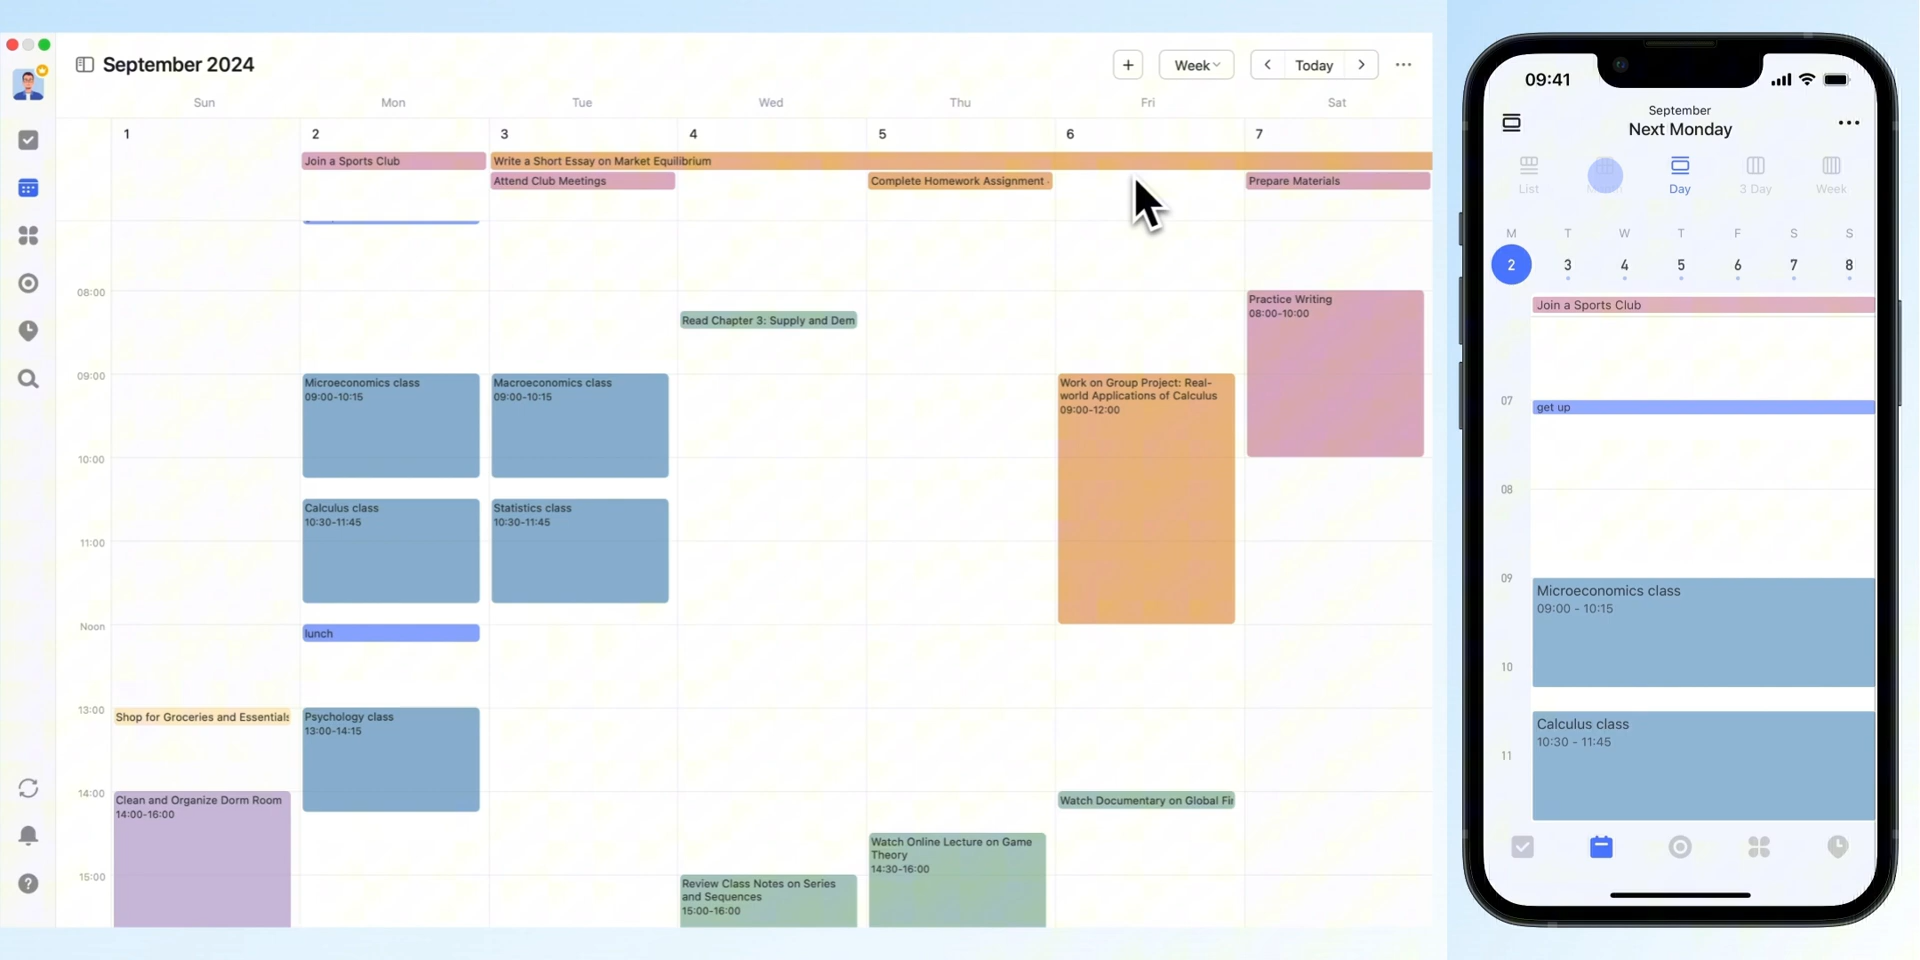 September 2024
+
Week
Today
Sun
Mon
Tue
Wed
Thu
Fri
Sat
1
2
3
4
5
6
7
Join a Sports Club
Write a Short Essay on Market Equilibrium
Attend Club Meetings
Complete Homework Assignment
Prepare Materials
08:00
Practice Writing
08:00-10:00
Read Chapter 3: Supply and Dem
09:00
Microeconomics class
09:00-10:15
Macroeconomics class
09:00-10:15
Work on Group Project: Real-
world Applications of Calculus
09:00-12:00
10:00
Calculus class
10:30-11:45
Statistics class
10:30-11:45
11:00
Noon
lunch
13:00
Shop for Groceries and Essentials
Psychology class
13:00-14:15
14:00
Clean and Organize Dorm Room
14:00-16:00
Watch Documentary on Global Fi
Watch Online Lecture on Game
Theory
14:30-16:00
15:00
Review Class Notes on Series
and Sequences
15:00-16:00
?
09:41
September
Next Monday
List
Day
3 Day
Week
M
T
W
T
F
S
S
2
3
4
5
6
7
8
Join a Sports Club
07
get up
08
09
Microeconomics class
09:00 - 10:15
10
Calculus class
10:30 - 11:45
11